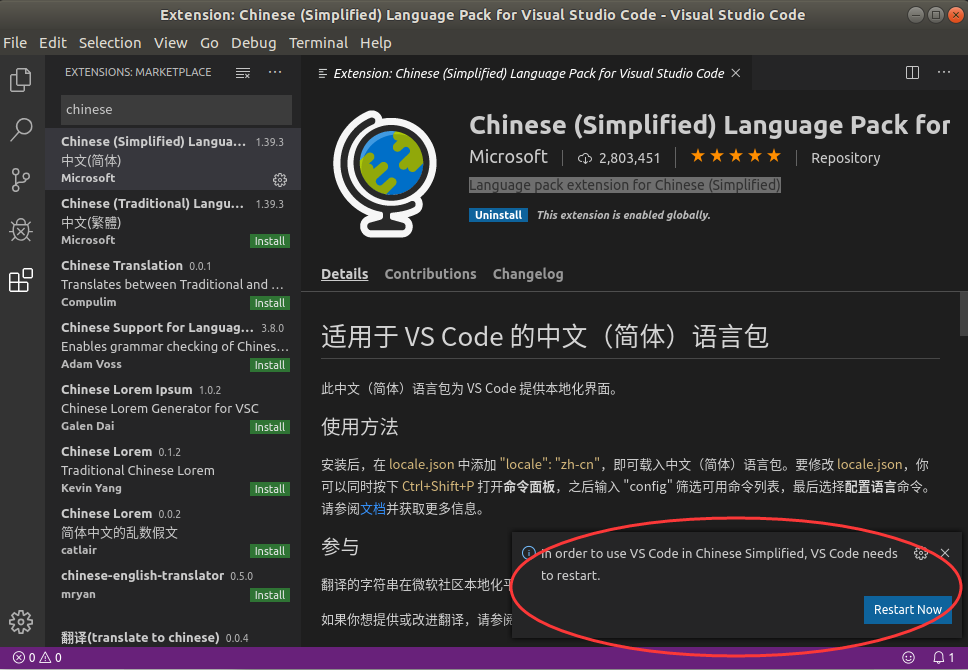 Extension: Chinese (Simplified) Language Pack for Visual Studio Code - Visual Studio Code
File Edit Selection View Go Debug Terminal Help
EXTENSIONS: MARKETPLACE
chinese
Chinese (Simplified) Langua... 1.39.3
中文(简体)
Microsoft
Chinese (Traditional) Langu... 1.39.3
中文(繁體)
Microsoft Install
Chinese Translation 0.0.1
Translates between Traditional and ...
Compulim Install
Chinese Support for Languag... 3.8.0
Enables grammar checking of Chines...
Adam Voss Install
Chinese Lorem Ipsum 1.0.2
Chinese Lorem Generator for VSC
Galen Dai Install
Chinese Lorem 0.1.2
Traditional Chinese Lorem
Kevin Yang Install
Chinese Lorem 0.0.2
简体中文的乱数假文
catlair Install
chinese-english-translator 0.5.0
mryan Install
翻译(translate to chinese) 0.0.4
Extension: Chinese (Simplified) Language Pack for Visual Studio Code
Chinese (Simplified) Language Pack for
Microsoft 2,803,451 Repository
Language pack extension for Chinese (Simplified)
Uninstall This extension is enabled globally.
Details Contributions Changelog
适用于 VS Code 的中文（简体）语言包
此中文（简体）语言包为 VS Code 提供本地化界面。
使用方法
安装后，在 locale.json 中添加 "locale": "zh-cn"，即可载入中文（简体）语言包。要修改 locale.json，你
可以同时按下 Ctrl+Shift+P 打开命令面板，之后输入 "config" 筛选可用命令列表，最后选择配置语言命令。
请参阅文档并获取更多信息。
参与
翻译的字符串在微软社区本地化平
如果你想提供或改进翻译，请参阅
In order to use VS Code in Chinese Simplified, VS Code needs
to restart.
Restart Now
0 0 1